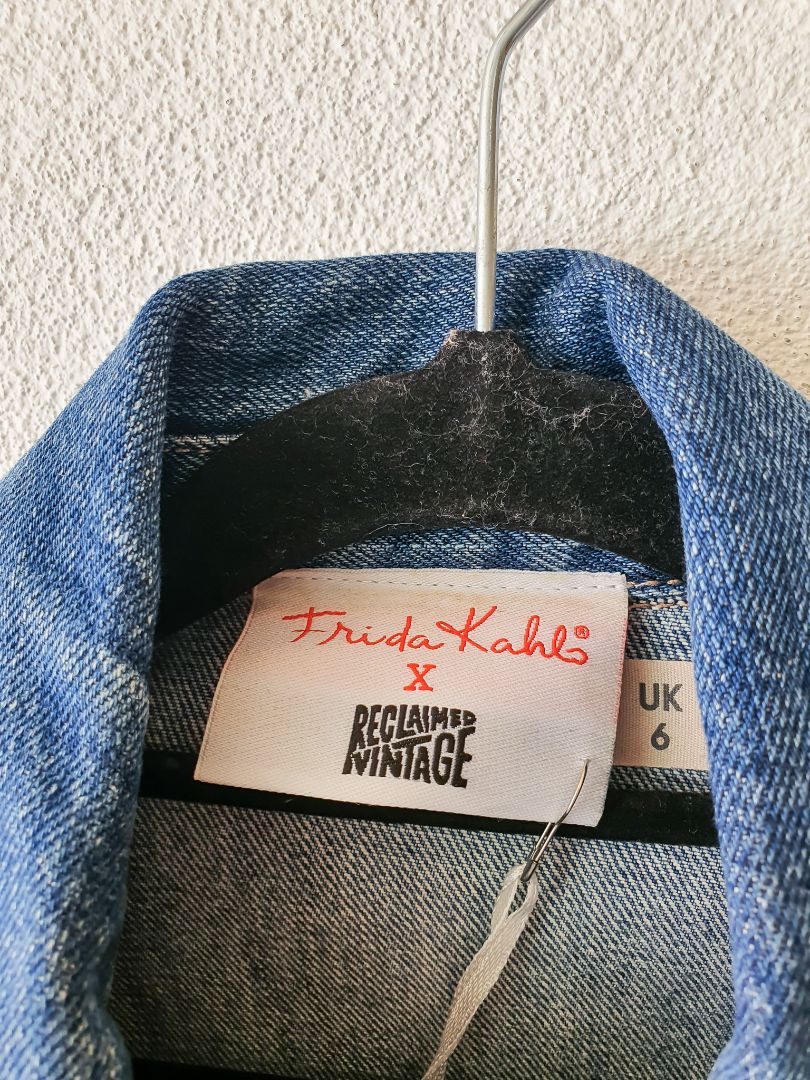 Frida Kahlo®
X
RECLAIMED
VINTAGE
UK
6